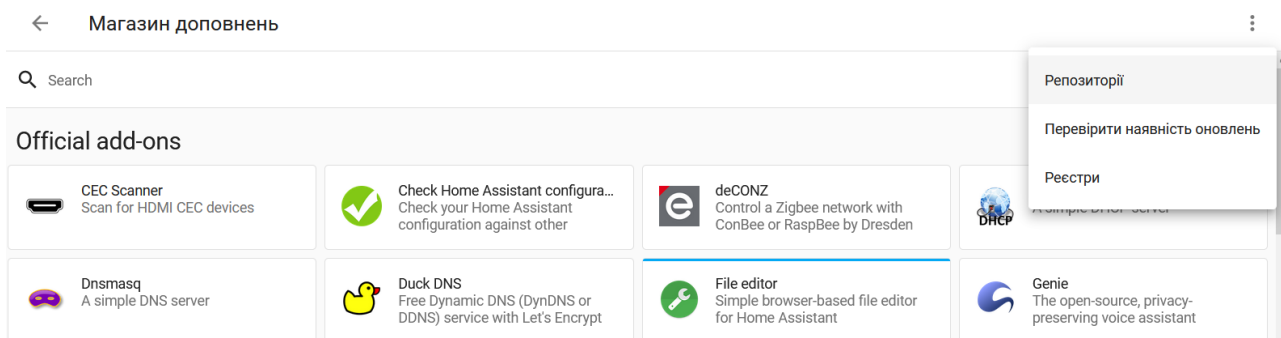 Магазин доповнень
Search
Репозиторії
Перевірити наявність оновлень
Реєстри
Official add-ons
CEC Scanner
Scan for HDMI CEC devices
Check Home Assistant configura...
Check your Home Assistant
configuration against other
deCONZ
Control a Zigbee network with
ConBee or RaspBee by Dresden
DHCP
A simple DHCP server
Dnsmasq
A simple DNS server
Duck DNS
Free Dynamic DNS (DynDNS or
DDNS) service with Let's Encrypt
File editor
Simple browser-based file editor
for Home Assistant
Genie
The open-source, privacy-
preserving voice assistant